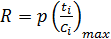 R = p(t_i/c_i)_max